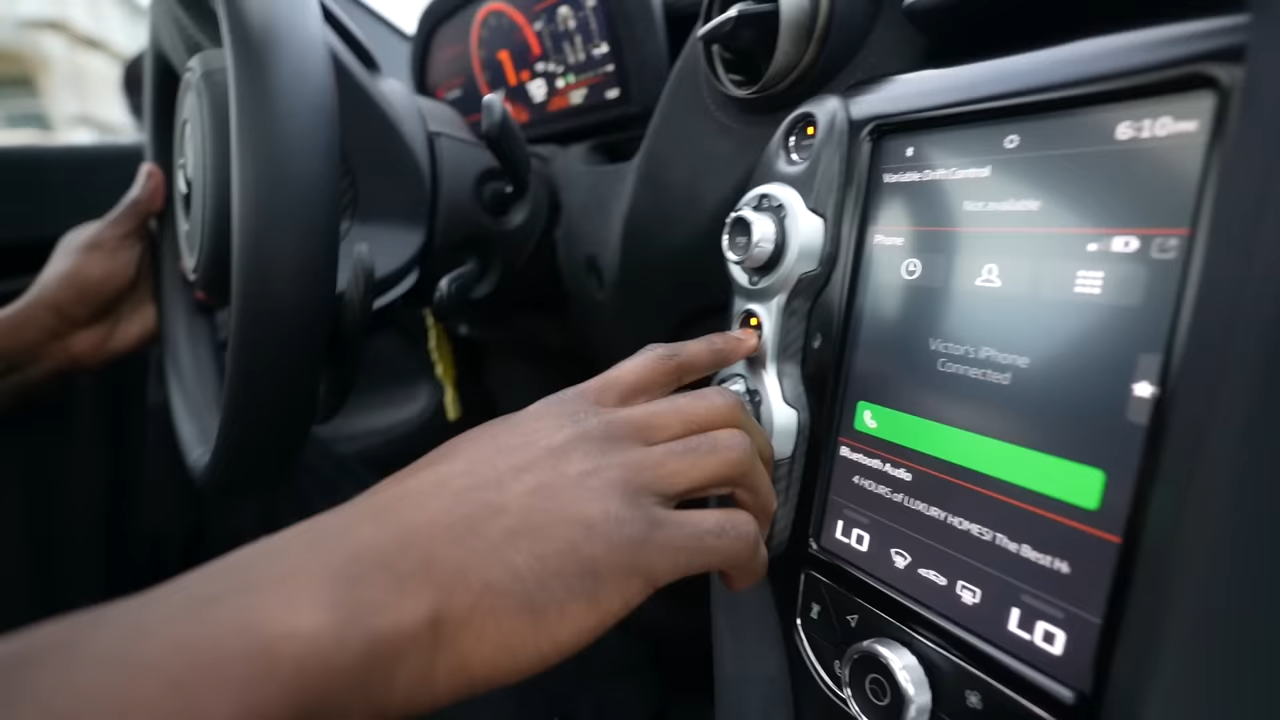 6:10
Variable Drift Control
Not available
Phone
Victor's iPhone
Connected
Bluetooth Audio
4 HOURS of LUXURY HOMES! The Best H
LO
LO